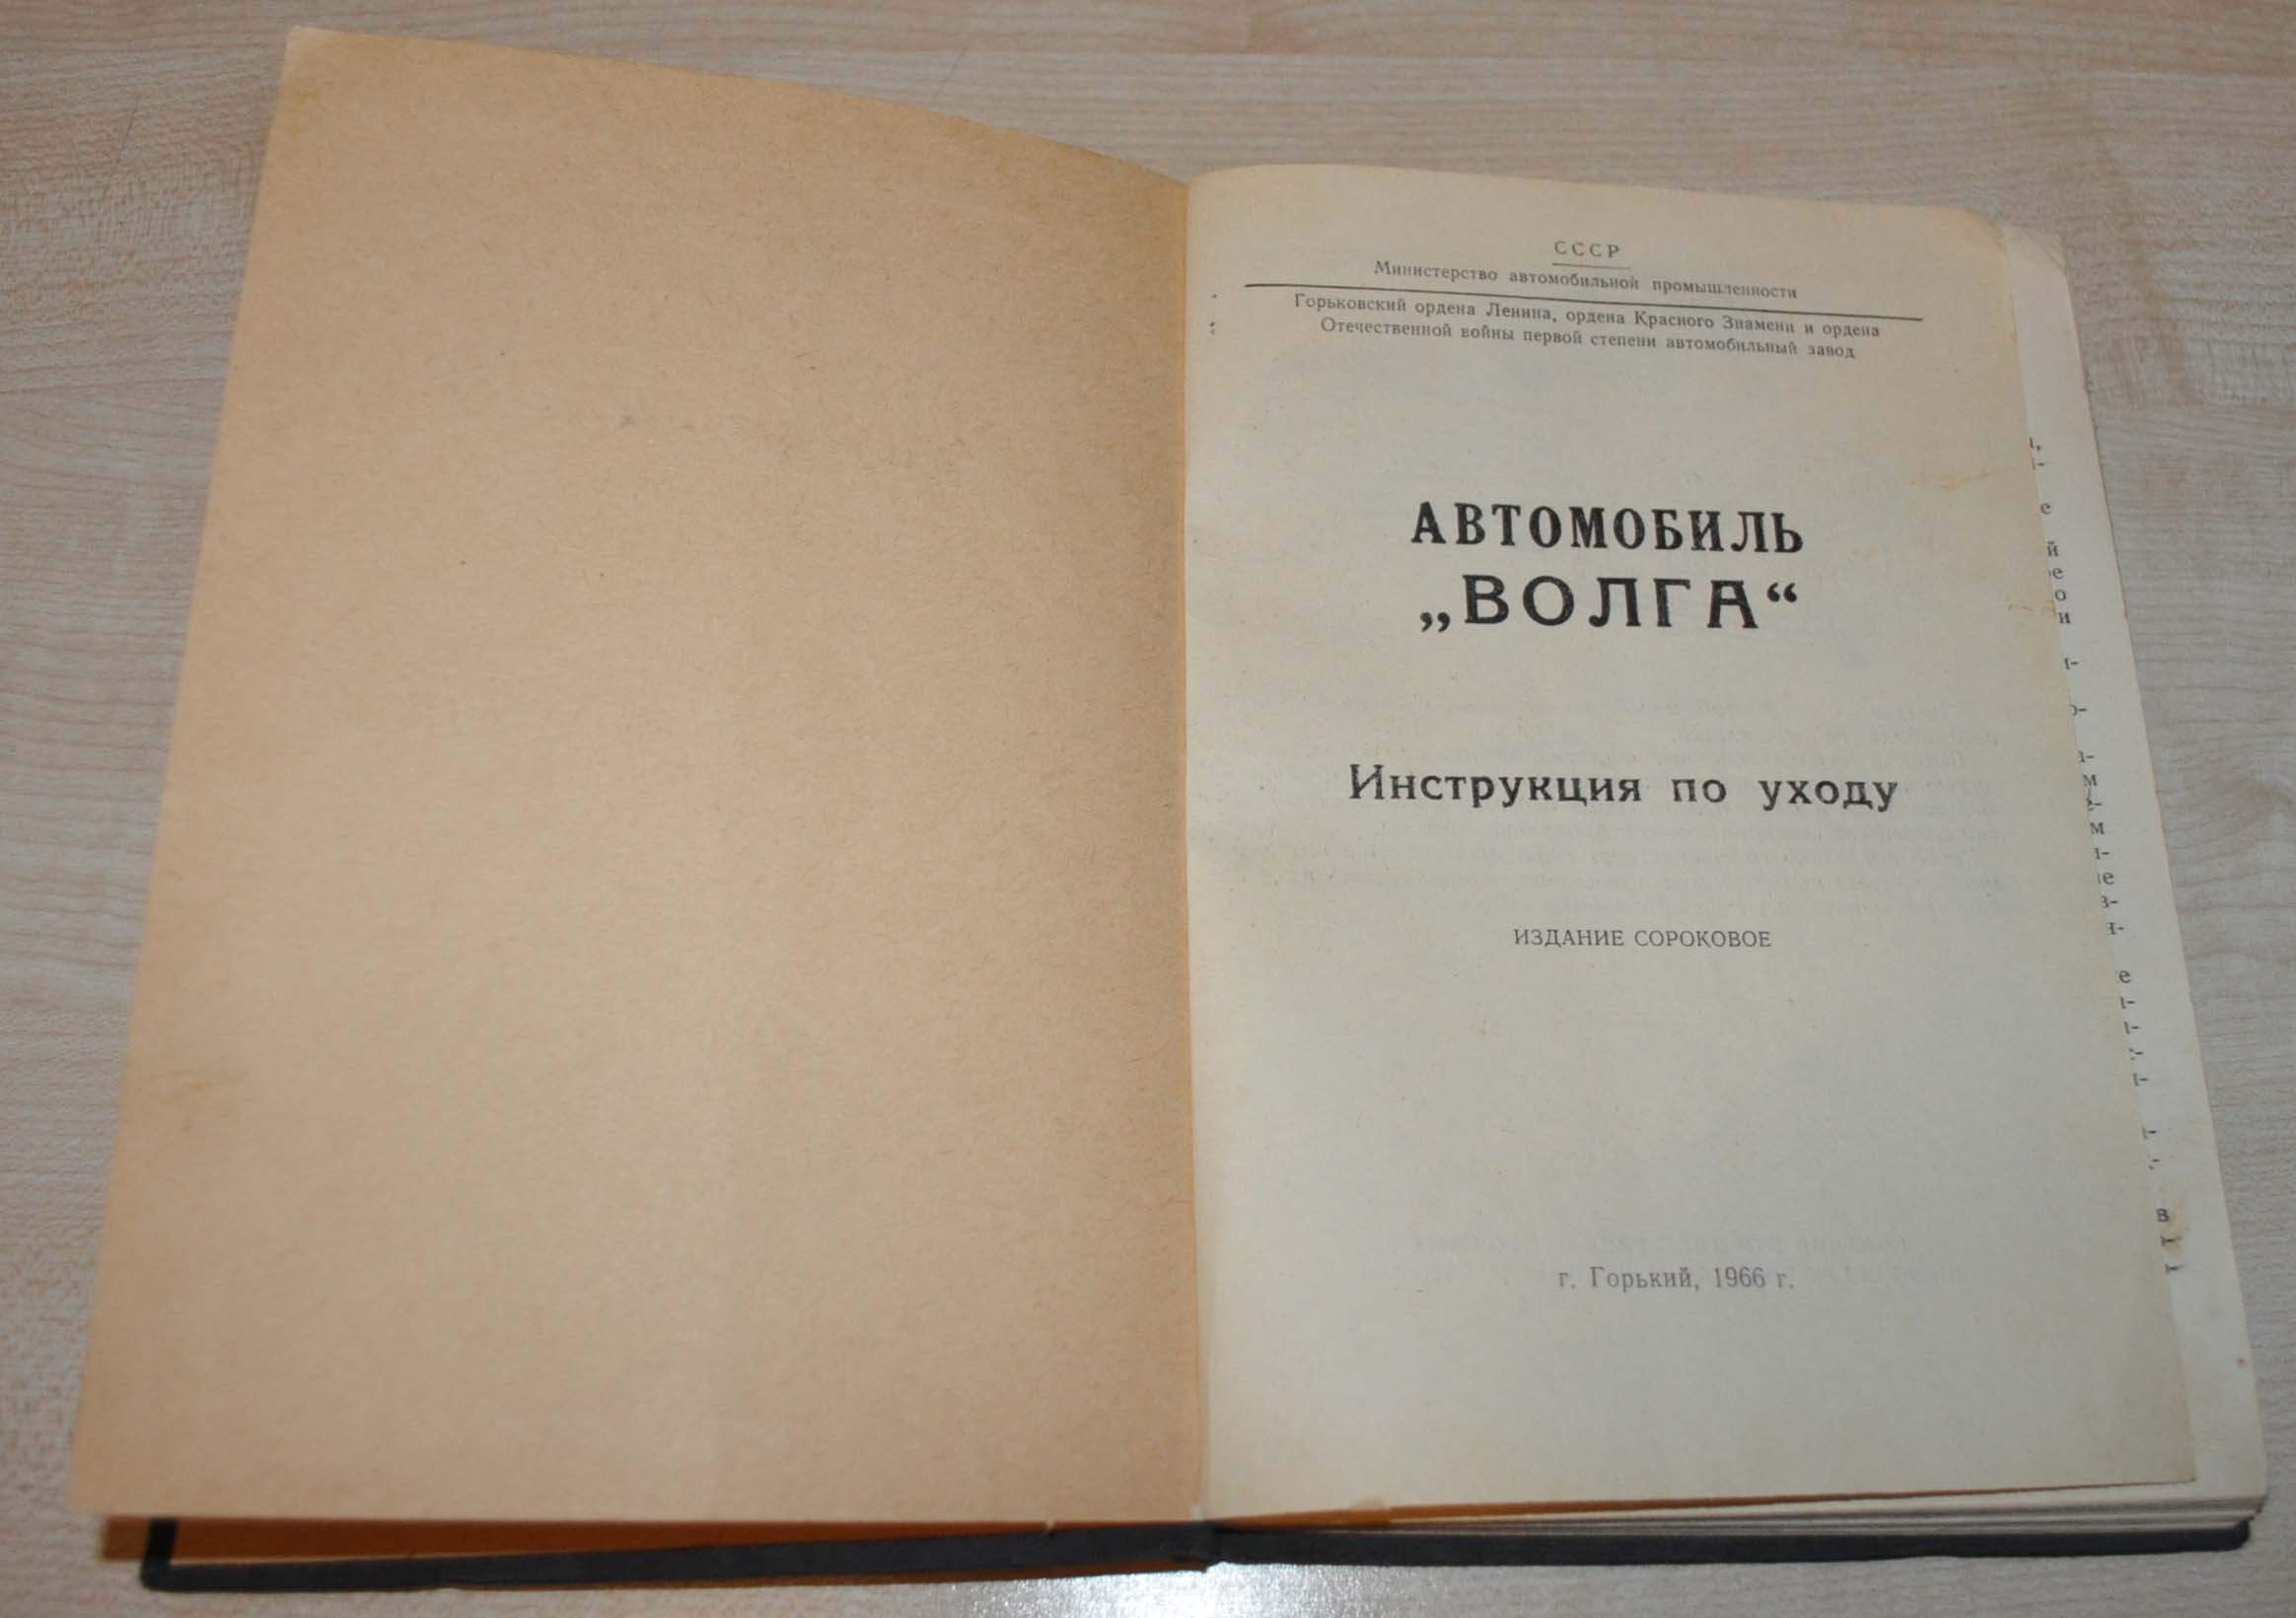 СССР
Министерство автомобильной промышленности
Горьковский ордена Ленина, ордена Красного Знамени и ордена
Отечественной войны первой степени автомобильный завод
АВТОМОБИЛЬ
„ВОЛГА“
Инструкция по уходу
ИЗДАНИЕ СОРОКОВОЕ
г. Горький, 1966 г.